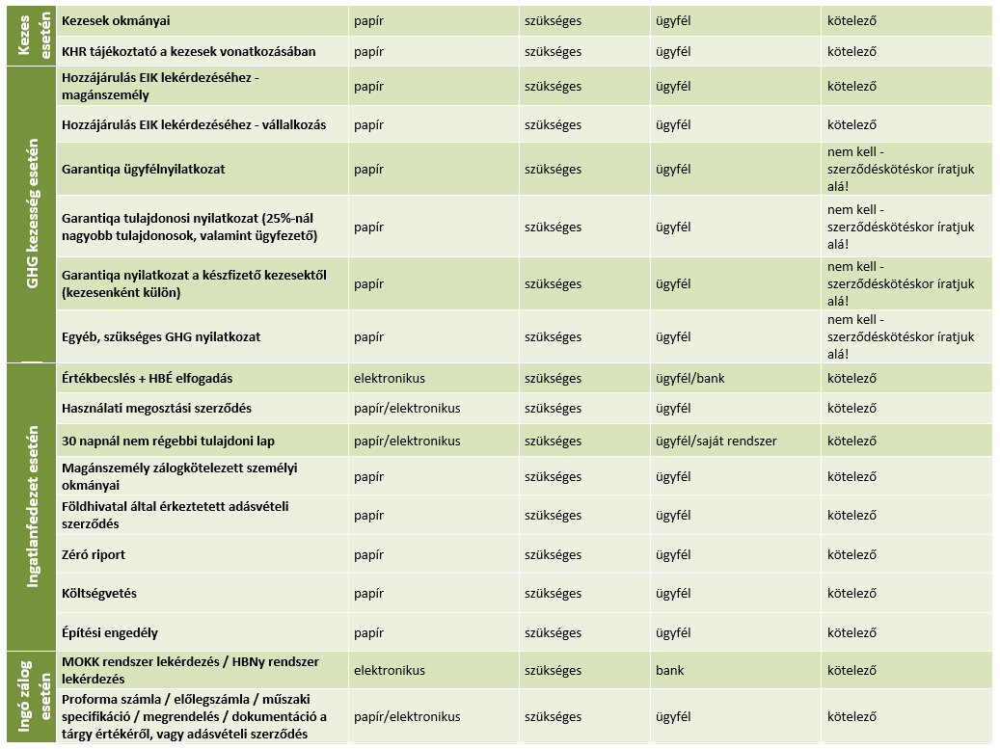 Kezes
esetén
Kezesek okmányai papír szükséges ügyfél kötelező
KHR tájékoztató a kezesek vonatkozásában papír szükséges ügyfél kötelező
GHG kezesség esetén
Hozzájárulás EIK lekérdezéséhez -
magánszemély papír szükséges ügyfél kötelező
Hozzájárulás EIK lekérdezéséhez - vállalkozás papír szükséges ügyfél kötelező
Garantiqa ügyfélnyilatkozat papír szükséges ügyfél nem kell -
szerződéskötéskor íratjuk
alá!
Garantiqa tulajdonosi nyilatkozat (25%-nál
nagyobb tulajdonosok, valamint ügyfezető) papír szükséges ügyfél nem kell -
szerződéskötéskor íratjuk
alá!
Garantiqa nyilatkozat a készfizető kezesektől
(kezesenként külön) papír szükséges ügyfél nem kell -
szerződéskötéskor íratjuk
alá!
Egyéb, szükséges GHG nyilatkozat papír szükséges ügyfél nem kell -
szerződéskötéskor íratjuk
alá!
Ingatlanfedezet esetén
Értékbecslés + HBÉ elfogadás elektronikus szükséges ügyfél/bank kötelező
Használati megosztási szerződés papír/elektronikus szükséges ügyfél kötelező
30 napnál nem régebbi tulajdoni lap papír/elektronikus szükséges ügyfél/saját rendszer kötelező
Magánszemély zálogkötelezett személyi
okmányai papír szükséges ügyfél kötelező
Földhivatal által érkeztetett adásvételi
szerződés papír szükséges ügyfél kötelező
Zéró riport papír szükséges ügyfél kötelező
Költségvetés papír szükséges ügyfél kötelező
Építési engedély papír szükséges ügyfél kötelező
Ingó zálog
esetén
MOKK rendszer lekérdezés / HBNy rendszer
lekérdezés elektronikus szükséges bank kötelező
Proforma számla / előlegszámla / műszaki
specifikáció / megrendelés / dokumentáció a
tárgy értékéről, vagy adásvételi szerződés papír/elektronikus szükséges ügyfél kötelező